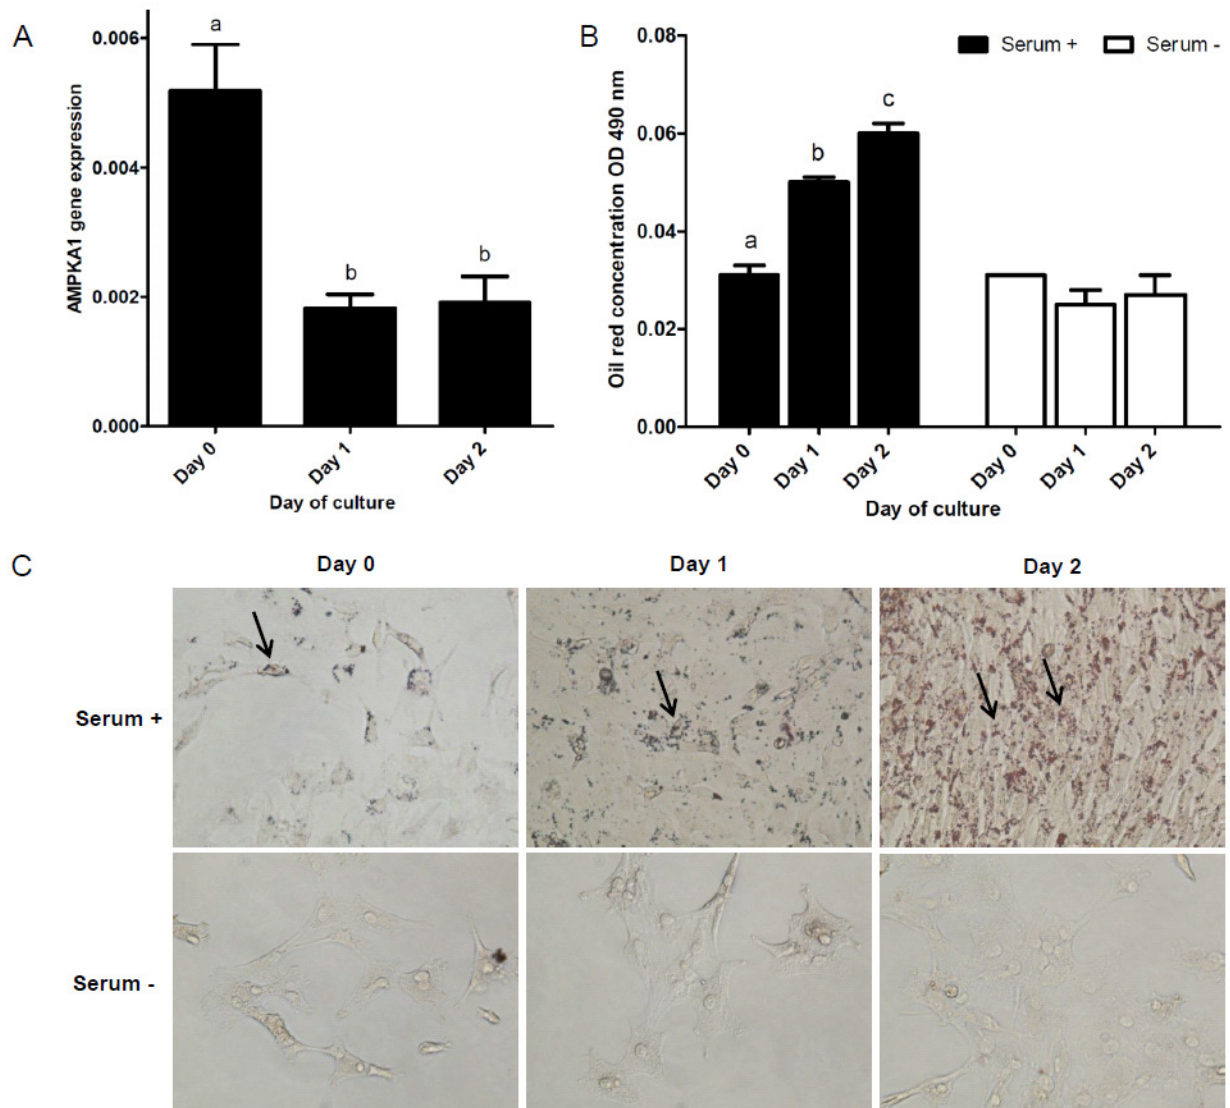 A
AMPKA1 gene expression
0.006
0.004
0.002
0.000
a
b
b
Day 0
Day 1
Day 2
Day of culture
B
Serum +
Serum -
Oil red concentration OD 490 nm
0.08
0.06
0.04
0.02
0.00
a
b
c
Day 0
Day 1
Day 2
Day 0
Day 1
Day 2
Day of culture
C
Day 0
Day 1
Day 2
Serum +
Serum -